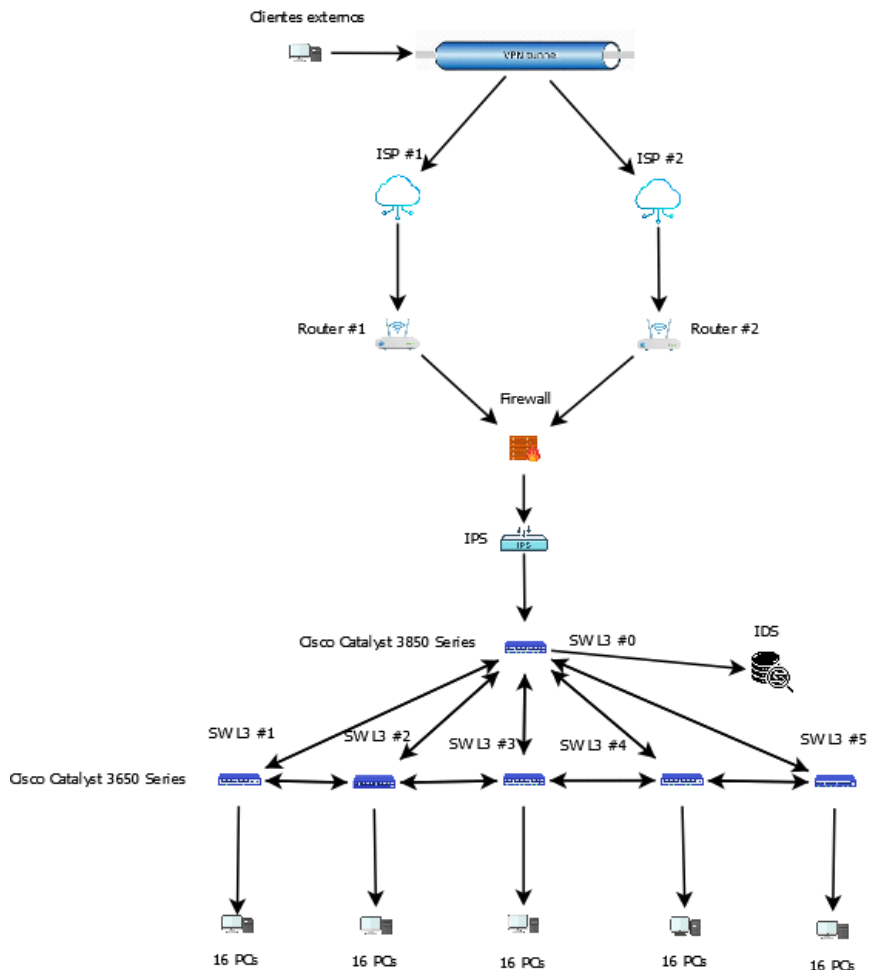 Clientes externos
VPN tunne
ISP #1
ISP #2
Router #1
Router #2
Firewall
IPS
IPS
Cisco Catalyst 3850 Series
SW L3 #0
IDS
SW L3 #1
SW L3 #2
SW L3 #3
SW L3 #4
SW L3 #5
Cisco Catalyst 3650 Series
16 PCs
16 PCs
16 PCs
16 PCs
16 PCs